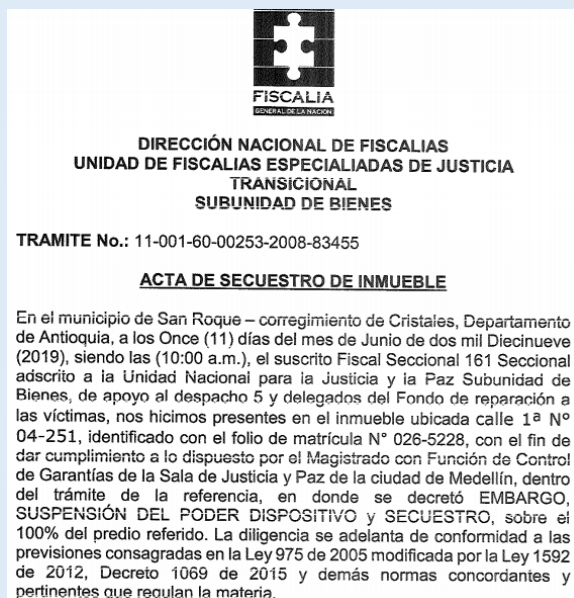 FISCALIA
GENERAL DE LA NACION
DIRECCIÓN NACIONAL DE FISCALIAS
UNIDAD DE FISCALIAS ESPECIALIADAS DE JUSTICIA
TRANSICIONAL
SUBUNIDAD DE BIENES
TRAMITE No.: 11-001-60-00253-2008-83455
ACTA DE SECUESTRO DE INMUEBLE
En el municipio de San Roque – corregimiento de Cristales, Departamento
de Antioquia, a los Once (11) días del mes de Junio de dos mil Diecinueve
(2019), siendo las (10:00 a.m.), el suscrito Fiscal Seccional 161 Seccional
adscrito a la Unidad Nacional para la Justicia y la Paz Subunidad de
Bienes, de apoyo al despacho 5 y delegados del Fondo de reparación a
las víctimas, nos hicimos presentes en el inmueble ubicada calle 1ª Nº
04-251, identificado con el folio de matrícula N° 026-5228, con el fin de
dar cumplimiento a lo dispuesto por el Magistrado con Función de Control
de Garantías de la Sala de Justicia y Paz de la ciudad de Medellín, dentro
del trámite de la referencia, en donde se decretó EMBARGO,
SUSPENSIÓN DEL PODER DISPOSITIVO y SECUESTRO, sobre el
100% del predio referido. La diligencia se adelanta de conformidad a las
previsiones consagradas en la Ley 975 de 2005 modificada por la Ley 1592
de 2012, Decreto 1069 de 2015 y demás normas concordantes y
pertinentes que regulan la materia.